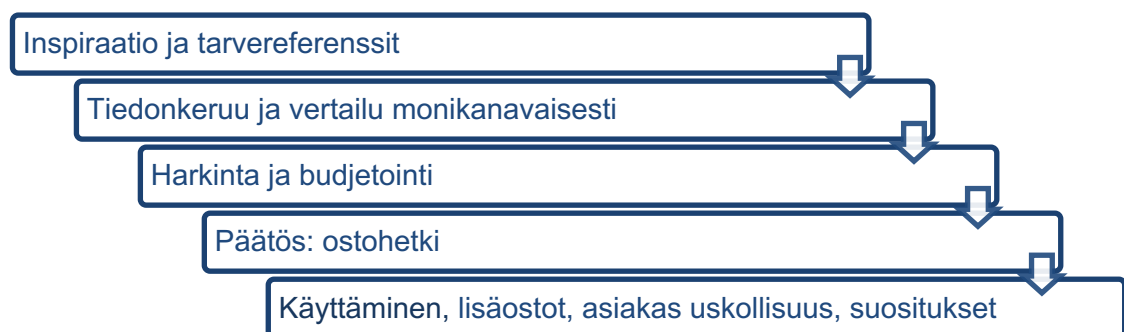 Inspiraatio ja tarvereferenssit
Tiedonkeruu ja vertailu monikanavaisesti
Harkinta ja budjetointi
Päätös: ostohetki
Käyttäminen, lisäostot, asiakas uskollisuus, suositukset